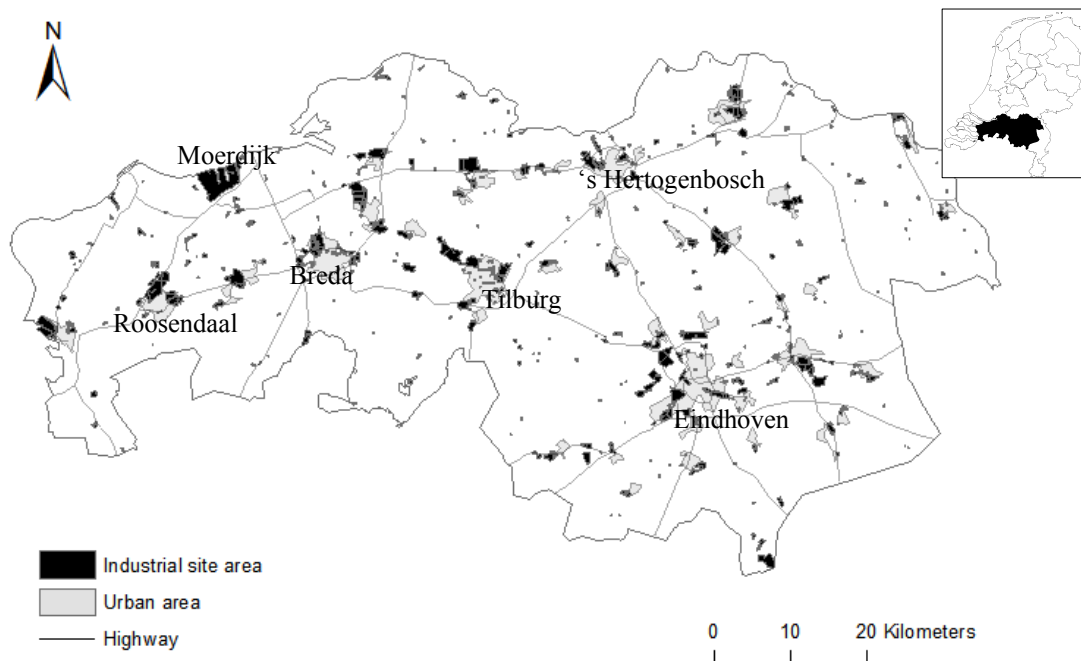 N
Moerdijk
‘s Hertogenbosch
Breda
Tilburg
Roosendaal
Eindhoven
Industrial site area
Urban area
Highway
0 10 20 Kilometers